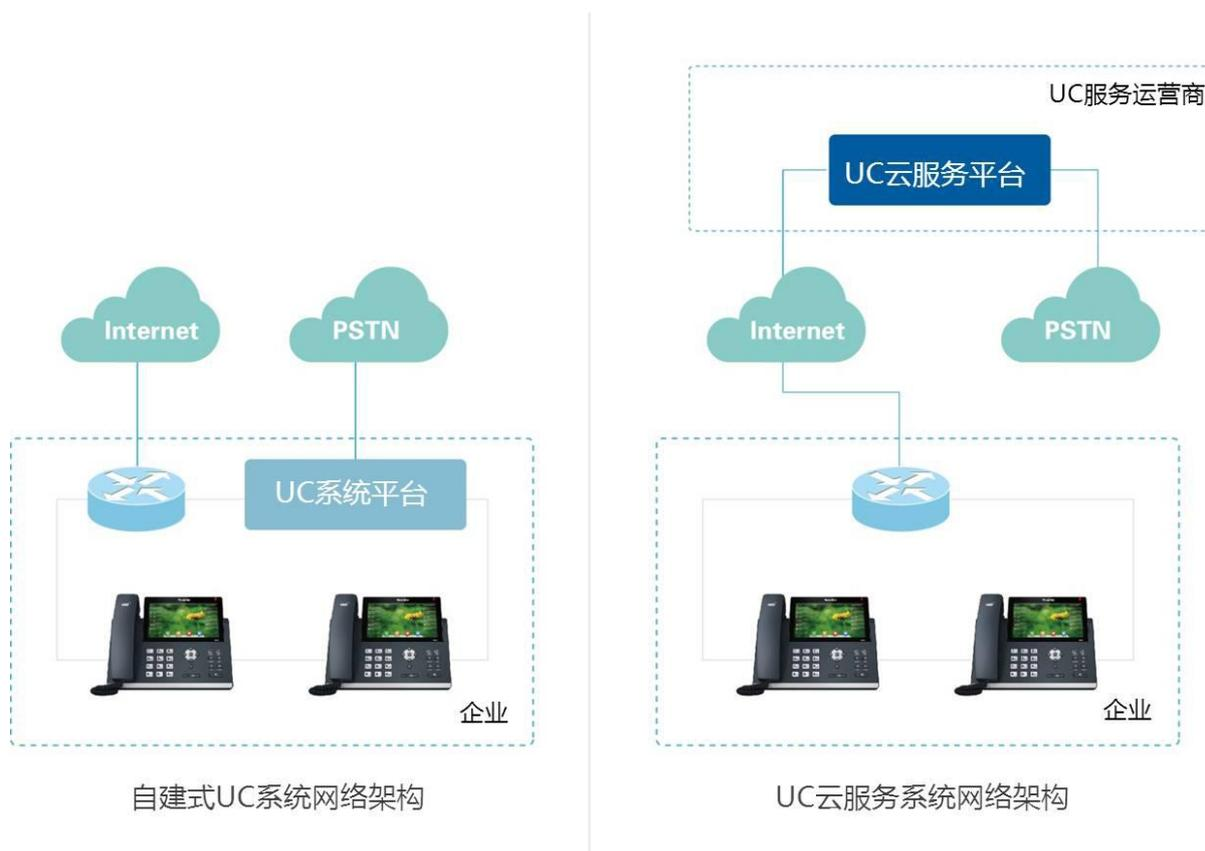 Internet
PSTN
UC系统平台
企业
自建式UC系统网络架构
UC服务运营商
UC云服务平台
Internet
PSTN
企业
UC云服务系统网络架构